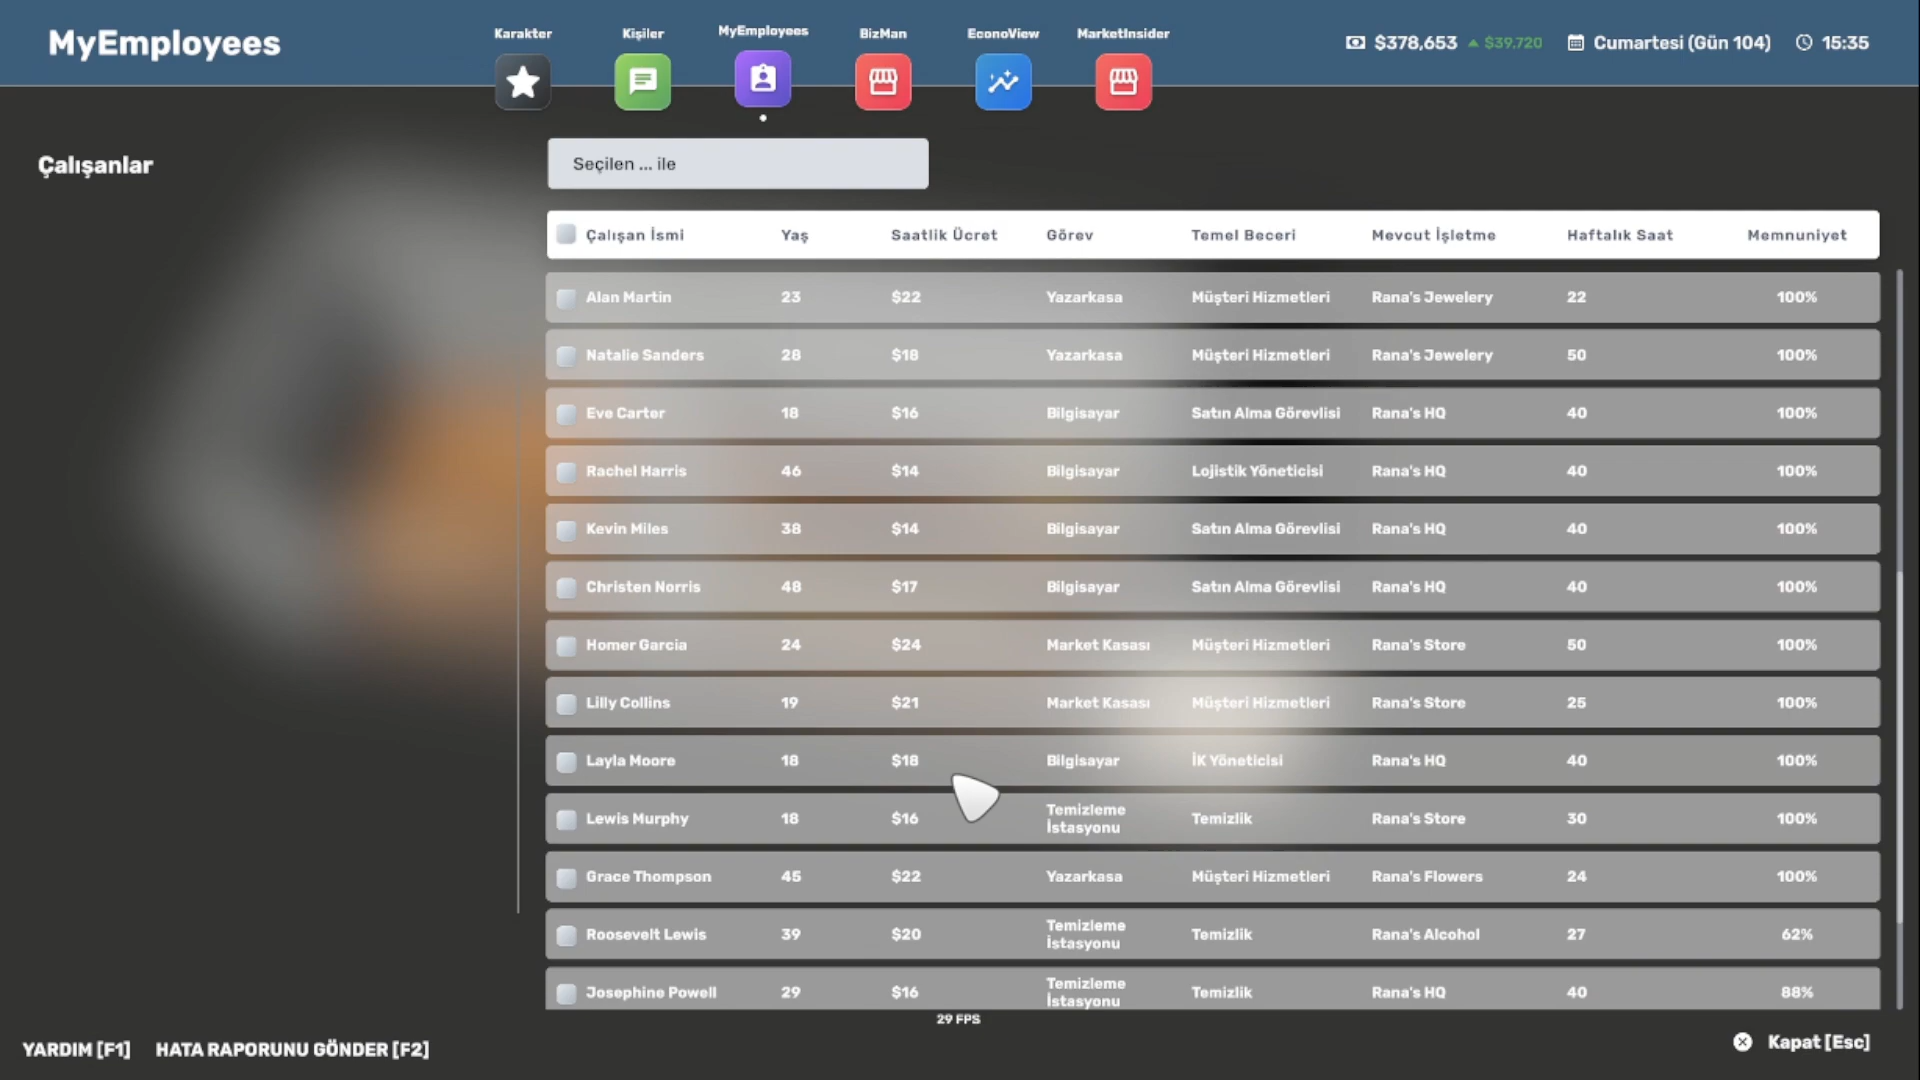 MyEmployees
Karakter
Kişiler
MyEmployees
BizMan
EconoView
MarketInsider
$378,653 $39,720 Cumartesi (Gün 104) 15:35
Çalışanlar
Seçilen ... ile
Çalışan İsmi Yaş Saatlik Ücret Görev Temel Beceri Mevcut İşletme Haftalık Saat Memnuniyet
Alan Martin 23 $22 Yazarkasa Müşteri Hizmetleri Rana's Jewelery 22 100%
Natalie Sanders 28 $18 Yazarkasa Müşteri Hizmetleri Rana's Jewelery 50 100%
Eve Carter 18 $16 Bilgisayar Satın Alma Görevlisi Rana's HQ 40 100%
Rachel Harris 46 $14 Bilgisayar Lojistik Yöneticisi Rana's HQ 40 100%
Kevin Miles 38 $14 Bilgisayar Satın Alma Görevlisi Rana's HQ 40 100%
Christen Norris 48 $17 Bilgisayar Satın Alma Görevlisi Rana's HQ 40 100%
Homer Garcia 24 $24 Market Kasası Müşteri Hizmetleri Rana's Store 50 100%
Lilly Collins 19 $21 Market Kasası Müşteri Hizmetleri Rana's Store 25 100%
Layla Moore 18 $18 Bilgisayar İK Yöneticisi Rana's HQ 40 100%
Lewis Murphy 18 $16 Temizleme İstasyonu Temizlik Rana's Store 30 100%
Grace Thompson 45 $22 Yazarkasa Müşteri Hizmetleri Rana's Flowers 24 100%
Roosevelt Lewis 39 $20 Temizleme İstasyonu Temizlik Rana's Alcohol 27 62%
Josephine Powell 29 $16 Temizleme İstasyonu Temizlik Rana's HQ 40 88%
29 FPS
YARDIM [F1] HATA RAPORUNU GÖNDER [F2]
Kapat [Esc]